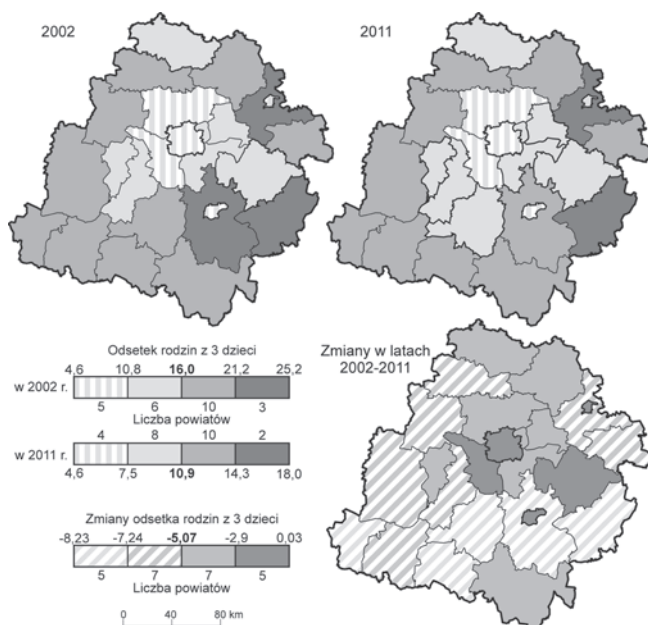 2002
2011
Odsetek rodzin z 3 dzieci
4,6 10,8 16,0 21,2 25,2
w 2002 r.
5 6 10 3
Liczba powiatów
4 8 10 2
w 2011 r.
4,6 7,5 10,9 14,3 18,0
Zmiany odsetka rodzin z 3 dzieci
-8,23 -7,24 -5,07 -2,9 0,03
5 7 7 5
Liczba powiatów
0 40 80 km
Zmiany w latach
2002-2011